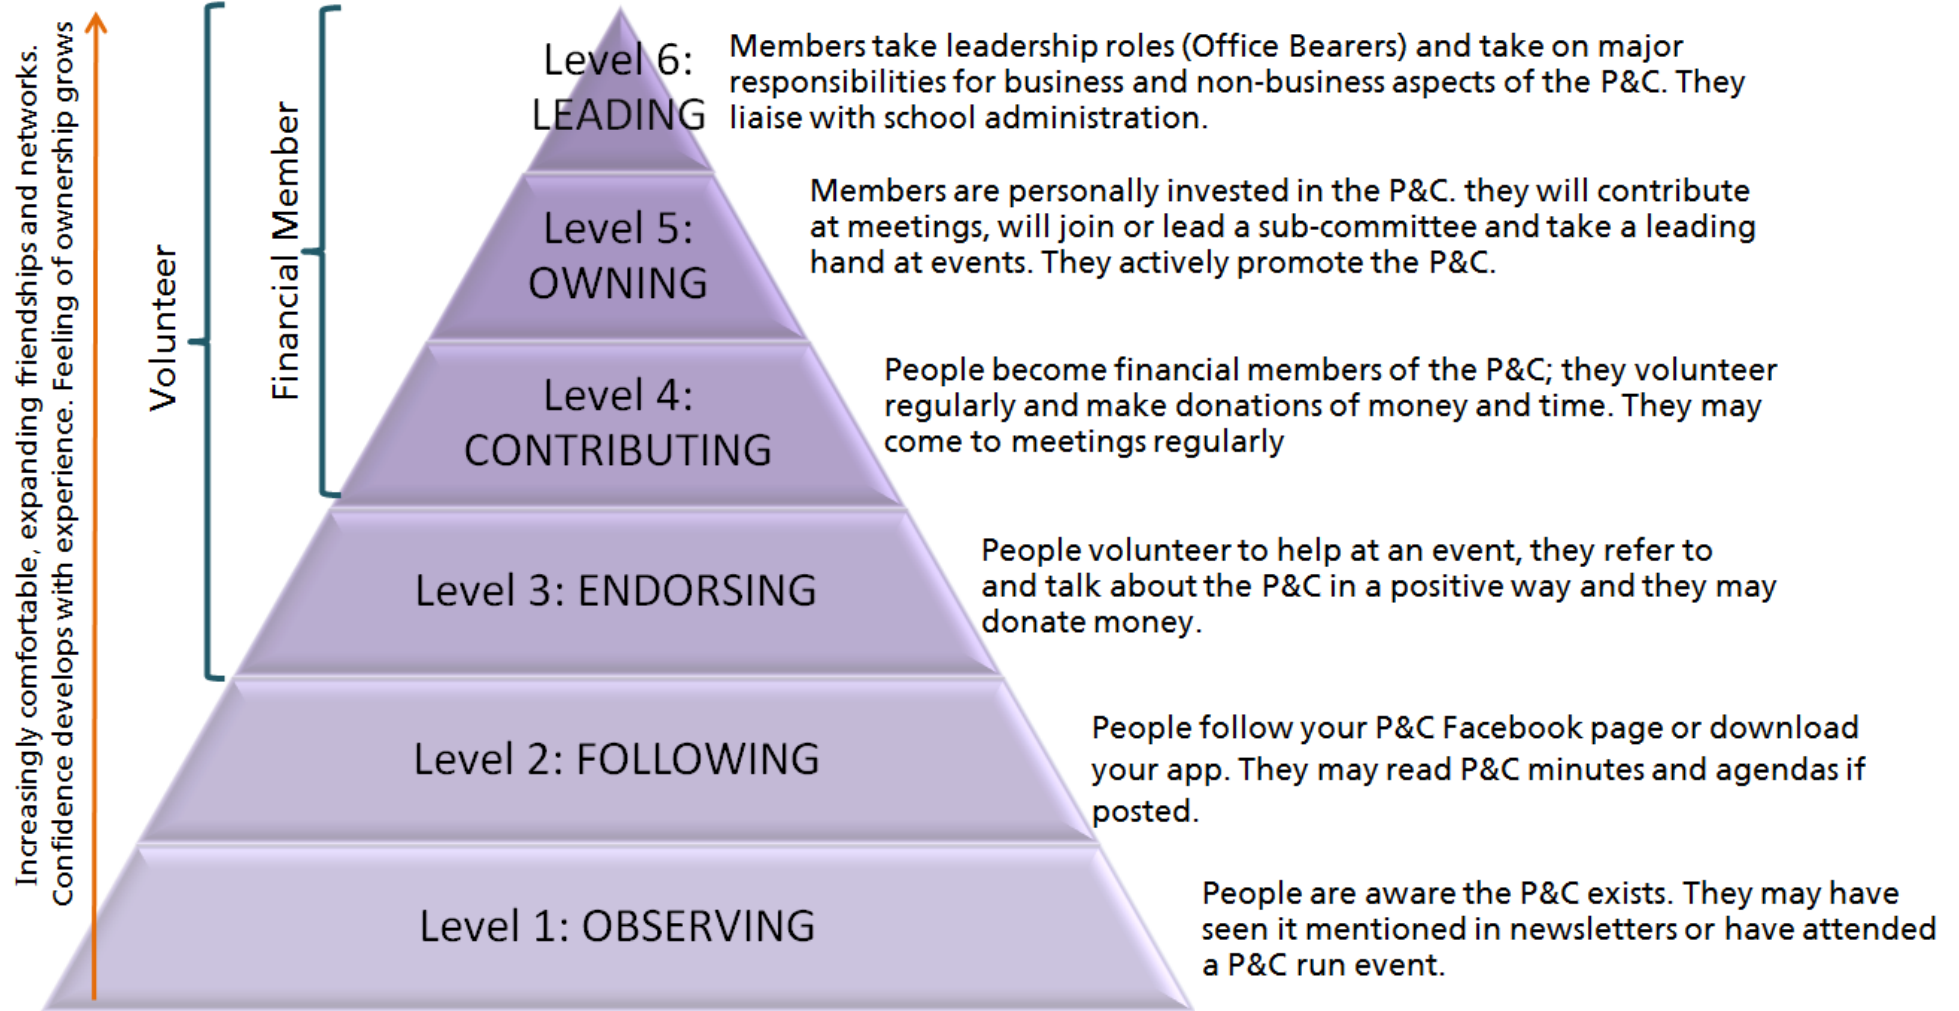 Increasingly comfortable, expanding friendships and networks.
Confidence develops with experience. Feeling of ownership grows
Volunteer
Financial Member
Level 6:
LEADING
Members take leadership roles (Office Bearers) and take on major
responsibilities for business and non-business aspects of the P&C. They
liaise with school administration.
Level 5:
OWNING
Members are personally invested in the P&C. they will contribute
at meetings, will join or lead a sub-committee and take a leading
hand at events. They actively promote the P&C.
Level 4:
CONTRIBUTING
People become financial members of the P&C; they volunteer
regularly and make donations of money and time. They may
come to meetings regularly
Level 3: ENDORSING
People volunteer to help at an event, they refer to
and talk about the P&C in a positive way and they may
donate money.
Level 2: FOLLOWING
People follow your P&C Facebook page or download
your app. They may read P&C minutes and agendas if
posted.
Level 1: OBSERVING
People are aware the P&C exists. They may have
seen it mentioned in newsletters or have attended
a P&C run event.